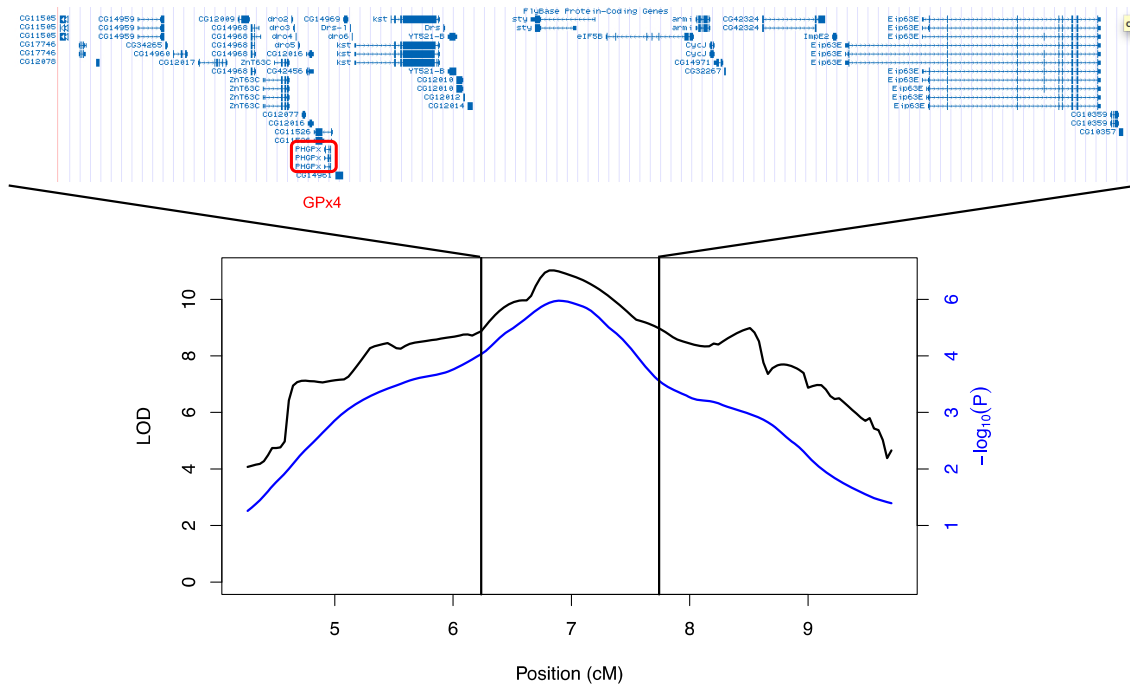 FlyBase Protein-Coding Genes
CG11505 CG14959 CG12009 dro2 CG14969 kst sty armi CG42324 Eip63E
CG11505 CG14959 CG14968 dro3 Drs-l Drs sty armi CG42324 Eip63E
CG11505 CG14959 CG14968 dro4 dro6 YT521-B eIF5B armi ImpE2 Eip63E
CG17746 CG34265 CG14968 dro5 kst CycJ Eip63E
CG17746 CG14960 CG14968 CG12016 kst CycJ Eip63E
CG12078 CG12017 ZnT63C kst CG14971 Eip63E
CG14968 CG42456 YT521-B CG32267 Eip63E
ZnT63C CG12010 Eip63E
ZnT63C CG12010 Eip63E
ZnT63C CG12012 Eip63E
ZnT63C CG12014 Eip63E
CG12077 CG10359
CG12016 CG10359
CG11526 CG10357
CG11526
PHGPx
PHGPx
PHGPx
CG14961
GPx4
LOD
10
8
6
4
2
0
6
4
3
2
1
−log10(P)
5 6 7 8 9
Position (cM)